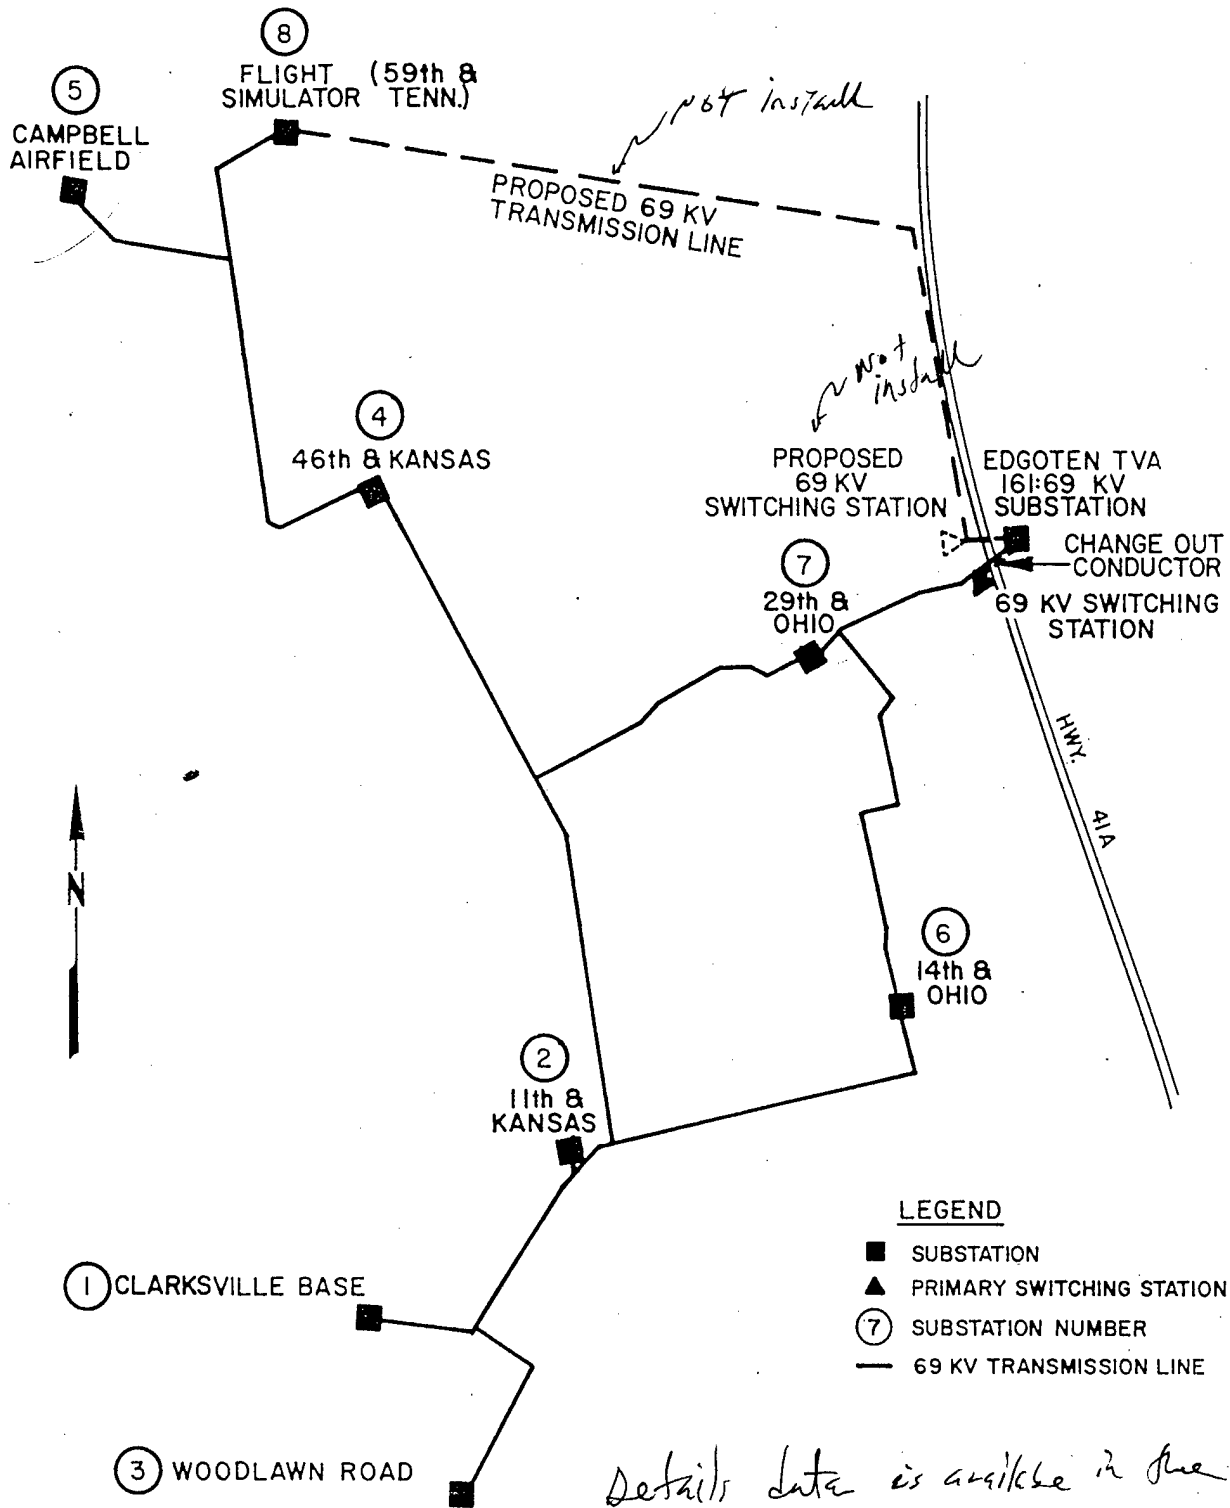 8
FLIGHT (59th &
SIMULATOR TENN.)
5
CAMPBELL
AIRFIELD
not install
PROPOSED 69 KV
TRANSMISSION LINE
not
install
4
46th & KANSAS
PROPOSED
69 KV
SWITCHING STATION
EDGOTEN TVA
161:69 KV
SUBSTATION
CHANGE OUT
CONDUCTOR
69 KV SWITCHING
STATION
7
29th &
OHIO
HWY. 41A
N
6
14th &
OHIO
2
11th &
KANSAS
1 CLARKSVILLE BASE
3 WOODLAWN ROAD
LEGEND
SUBSTATION
PRIMARY SWITCHING STATION
7 SUBSTATION NUMBER
69 KV TRANSMISSION LINE
Details data is availabe in the